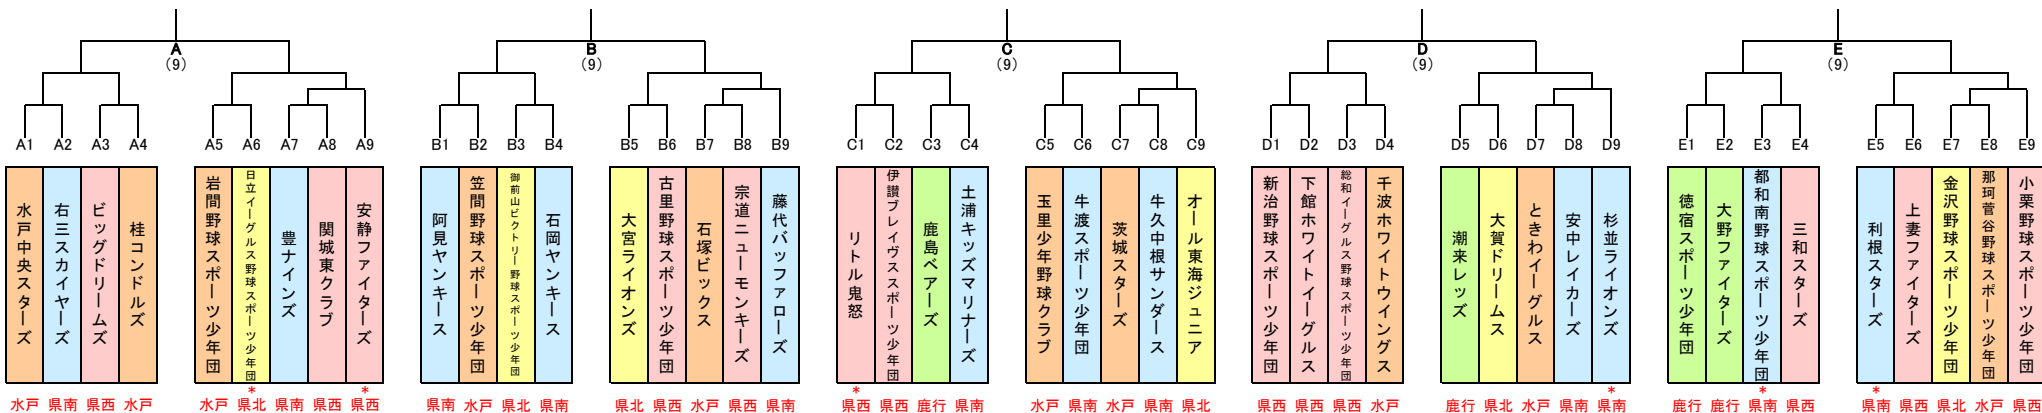 A B C D E
(9) (9) (9) (9) (9)
A1 A2 A3 A4 A5 A6 A7 A8 A9 B1 B2 B3 B4 B5 B6 B7 B8 B9 C1 C2 C3 C4 C5 C6 C7 C8 C9 D1 D2 D3 D4 D5 D6 D7 D8 D9 E1 E2 E3 E4 E5 E6 E7 E8 E9
水戸中央スターズ
右三スカイヤーズ
ビッグドリームズ
桂コンドルズ
岩間野球スポーツ少年団
日立イーグルス野球スポーツ少年団
豊ナインズ
関城東クラブ
安静ファイターズ
阿見ヤンキース
笠間野球スポーツ少年団
御前山ビクトリー野球スポーツ少年団
石岡ヤンキース
大宮ライオンズ
古里野球スポーツ少年団
石塚ビックス
宗道ニューモンキーズ
藤代バッファローズ
リトル鬼怒
伊讃ブレイヴススポーツ少年団
鹿島ベアーズ
土浦キッズマリナーズ
玉里少年野球クラブ
牛渡スポーツ少年団
茨城スターズ
牛久中根サンダース
オール東海ジュニア
新治野球スポーツ少年団
下館ホワイトイーグルス
総和イーグルス野球スポーツ少年団
千波ホワイトウイングス
潮来レッズ
大賀ドリームス
ときわイーグルス
安中レイカーズ
杉並ライオンズ
徳宿スポーツ少年団
大野ファイターズ
都和南野球スポーツ少年団
三和スターズ
利根スターズ
上妻ファイターズ
金沢野球スポーツ少年団
那珂菅谷野球スポーツ少年団
小栗野球スポーツ少年団
* * * * * *
水戸 県南 県西 水戸 水戸 県北 県南 県西 県西 県南 水戸 県北 県南 県北 県西 水戸 県西 県南 県西 県西 鹿行 県南 水戸 県南 水戸 県南 県北 県西 県西 県西 水戸 鹿行 県北 水戸 県南 県南 鹿行 鹿行 県南 県西 県南 県西 県北 水戸 県西